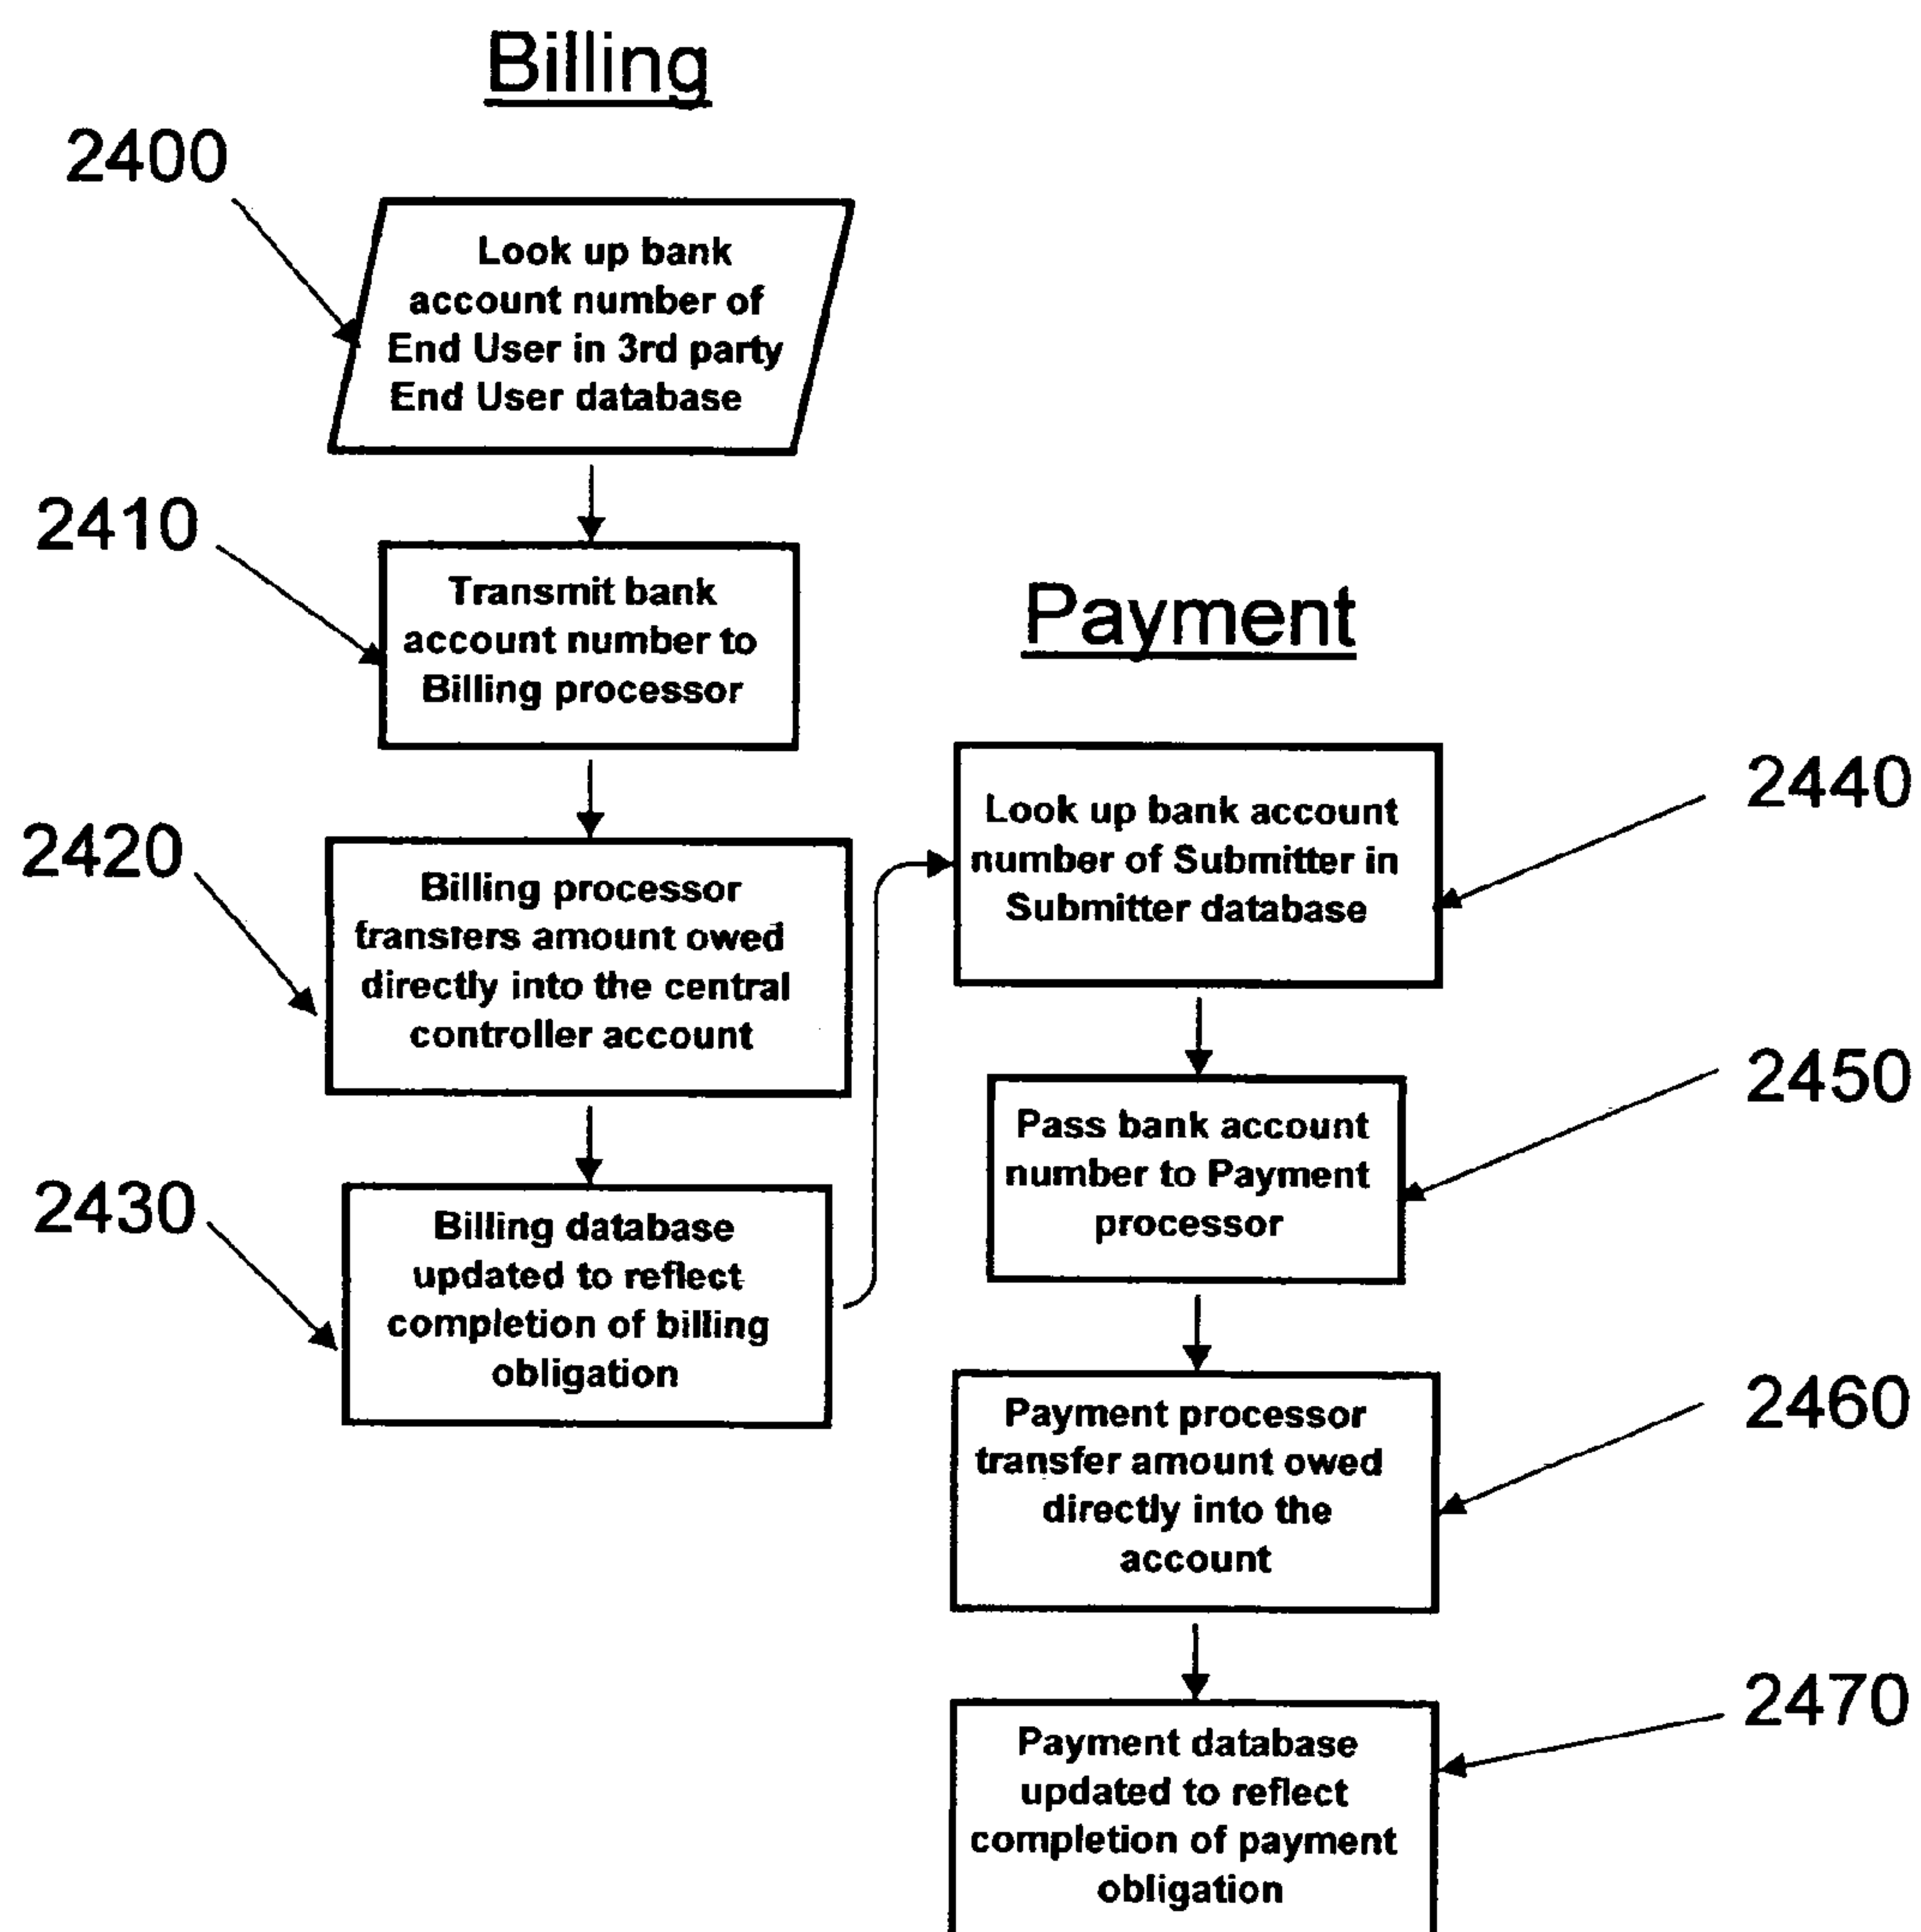 Billing
2400
Look up bank
account number of
End User in 3rd party
End User database
2410
Transmit bank
account number to
Billing processor
2420
Billing processor
transfers amount owed
directly into the central
controller account
2430
Billing database
updated to reflect
completion of billing
obligation
Payment
2440
Look up bank account
number of Submitter in
Submitter database
2450
Pass bank account
number to Payment
processor
2460
Payment processor
transfer amount owed
directly into the
account
2470
Payment database
updated to reflect
completion of payment
obligation